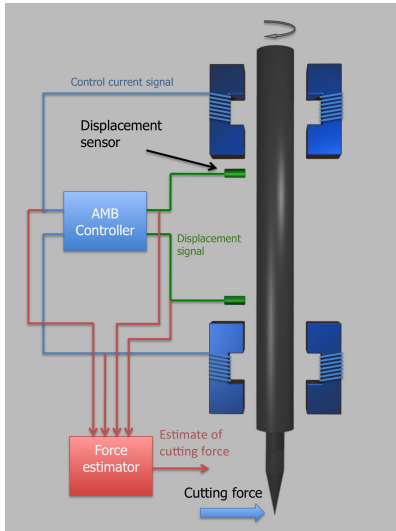 Control current signal
Displacement
sensor
AMB
Controller
Displacement
signal
Force
estimator
Estimate of
cutting force
Cutting force